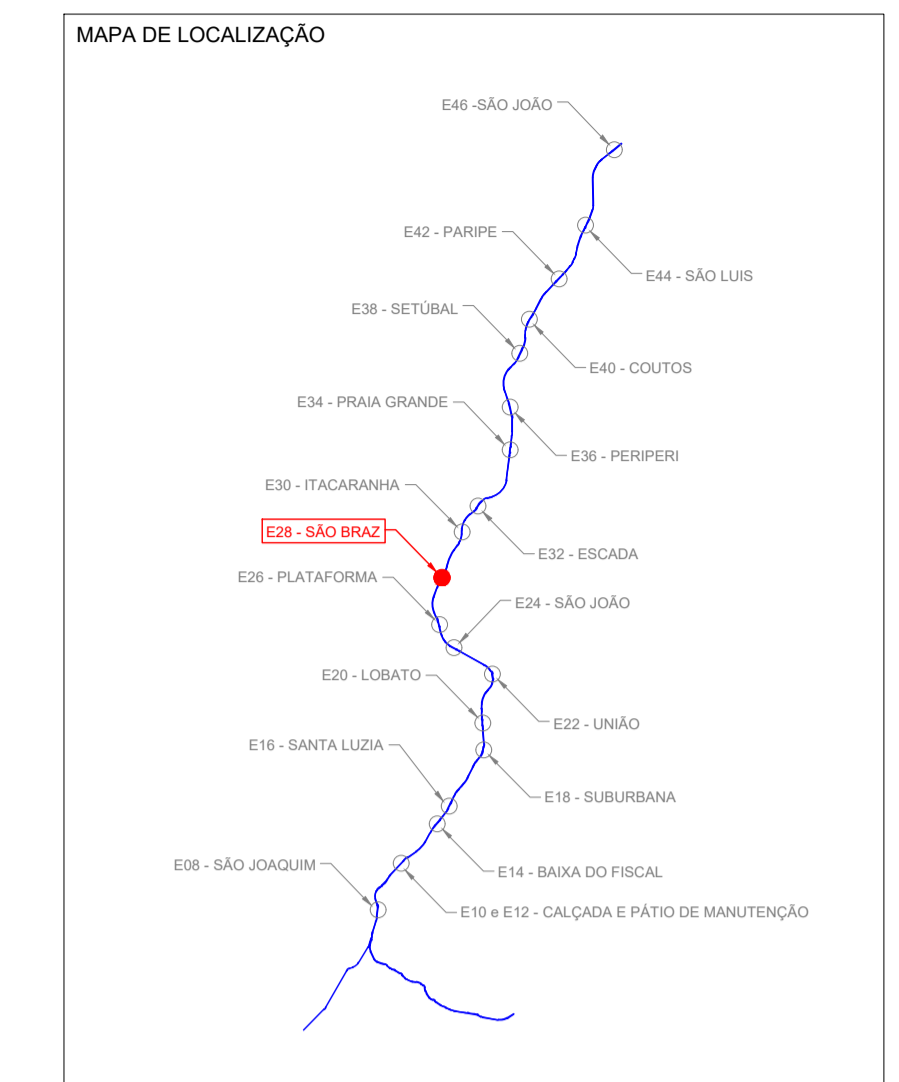 MAPA DE LOCALIZAÇÃO
E46 -SÃO JOÃO
E42 - PARIPE
E44 - SÃO LUIS
E38 - SETÚBAL
E40 - COUTOS
E34 - PRAIA GRANDE
E36 - PERIPERI
E30 - ITACARANHA
E28 - SÃO BRAZ
E32 - ESCADA
E26 - PLATAFORMA
E24 - SÃO JOÃO
E20 - LOBATO
E22 - UNIÃO
E16 - SANTA LUZIA
E18 - SUBURBANA
E08 - SÃO JOAQUIM
E14 - BAIXA DO FISCAL
E10 e E12 - CALÇADA E PÁTIO DE MANUTENÇÃO